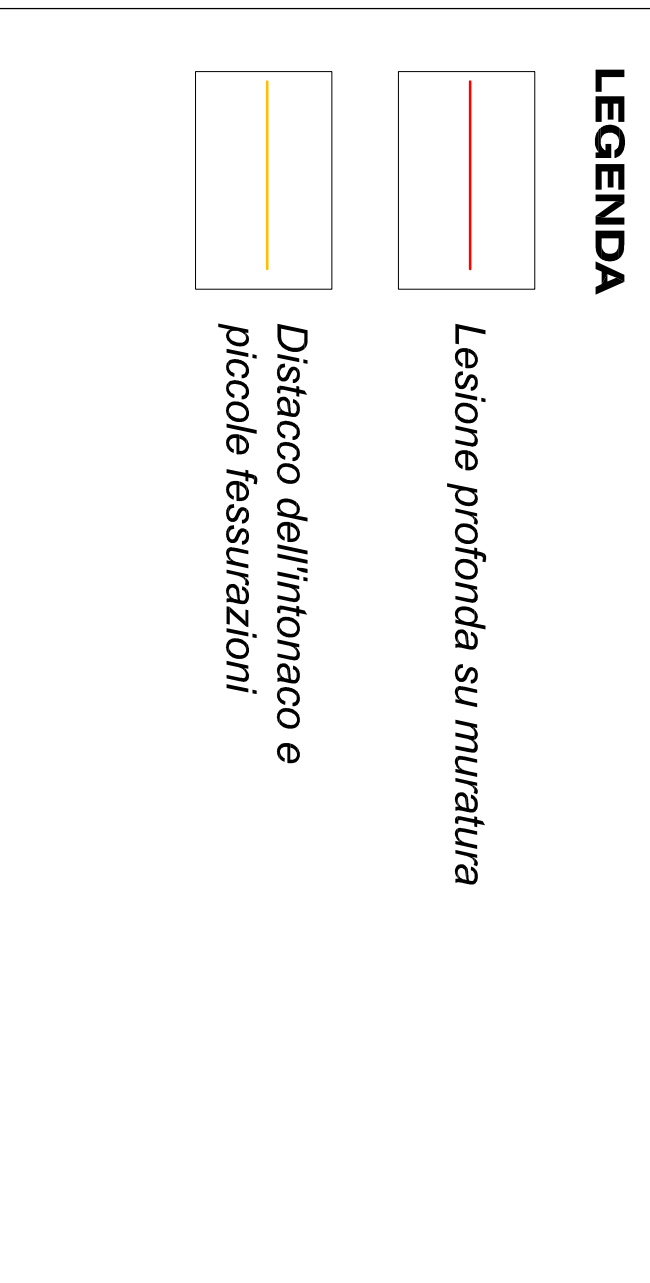 LEGENDA
Lesione profonda su muratura
Distacco dell'intonaco e
piccole fessurazioni